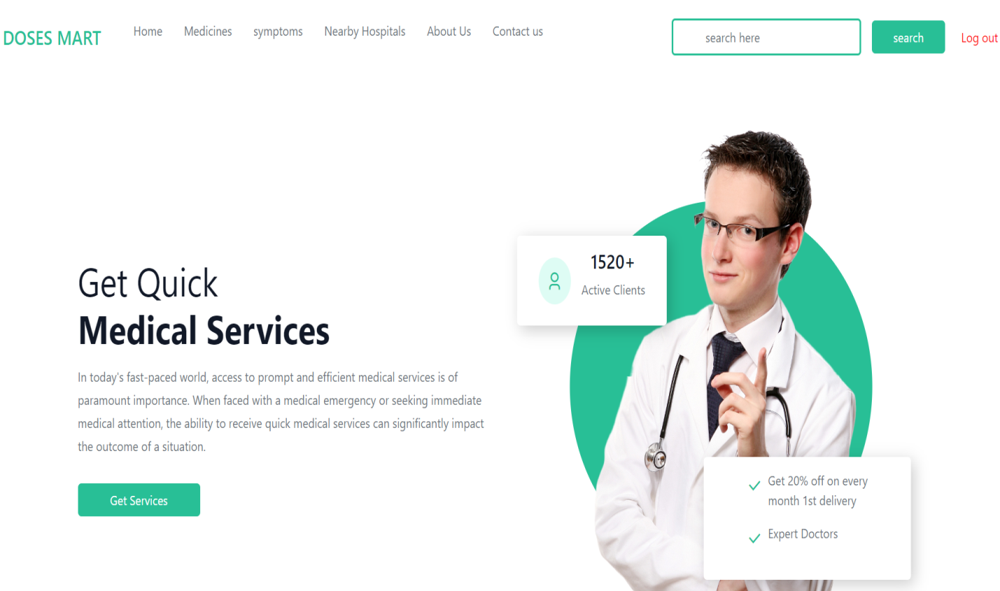 DOSES MART
Home Medicines symptoms Nearby Hospitals About Us Contact us
search here
search
Log out
Get Quick
Medical Services
In today's fast-paced world, access to prompt and efficient medical services is of
paramount importance. When faced with a medical emergency or seeking immediate
medical attention, the ability to receive quick medical services can significantly impact
the outcome of a situation.
Get Services
1520+
Active Clients
Get 20% off on every
month 1st delivery
Expert Doctors